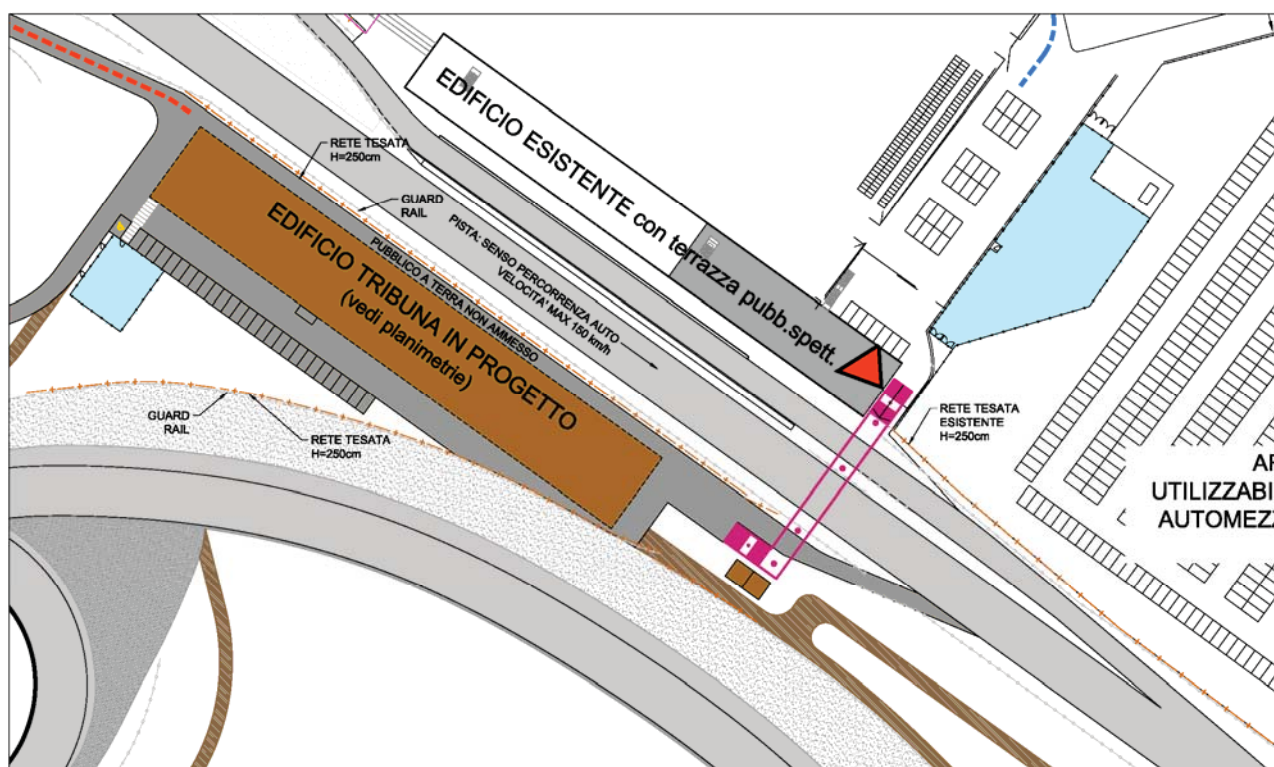 EDIFICIO ESISTENTE con terrazza pubb.spett.
RETE TESATA
H=250cm
GUARD
RAIL
PISTA: SENSO PERCORRENZA AUTO
VELOCITA' MAX 150 km/h
PUBBLICO A TERRA NON AMMESSO
EDIFICIO TRIBUNA IN PROGETTO
(vedi planimetrie)
GUARD
RAIL
RETE TESATA
H=250cm
RETE TESATA
ESISTENTE
H=250cm
AR
UTILIZZABI
AUTOMEZZ